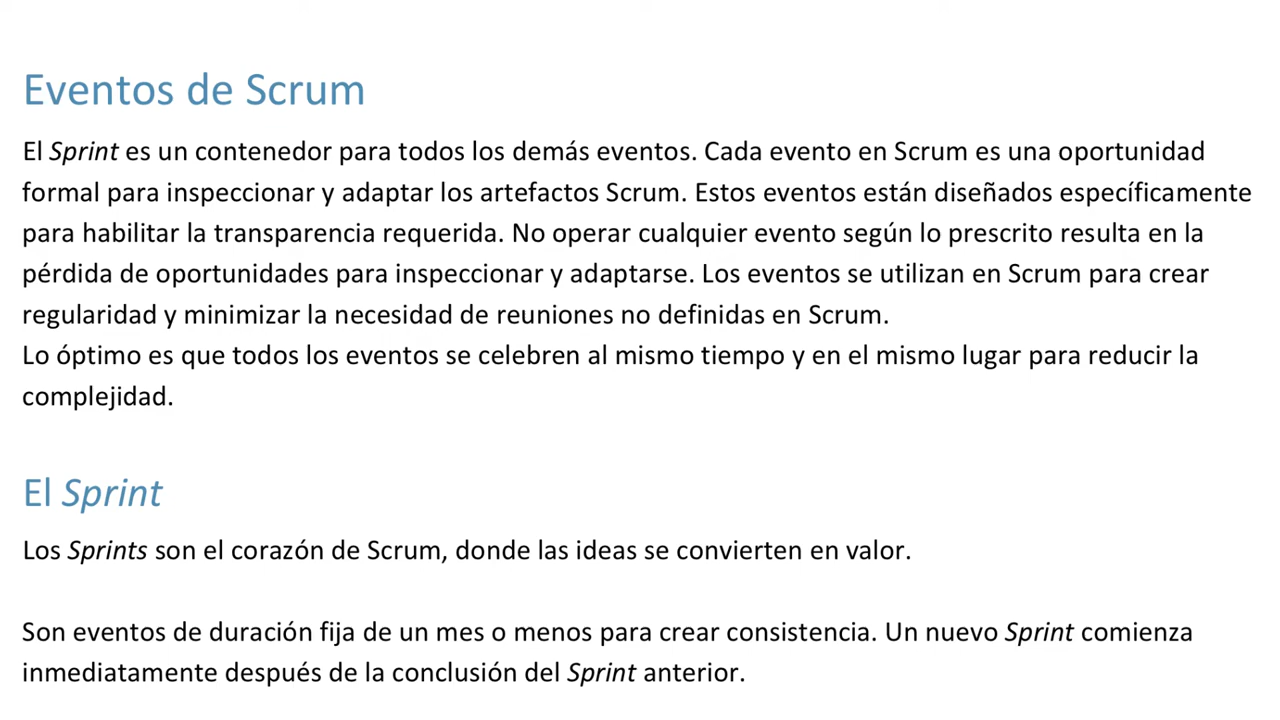 Eventos de Scrum
El Sprint es un contenedor para todos los demás eventos. Cada evento en Scrum es una oportunidad
formal para inspeccionar y adaptar los artefactos Scrum. Estos eventos están diseñados específicamente
para habilitar la transparencia requerida. No operar cualquier evento según lo prescrito resulta en la
pérdida de oportunidades para inspeccionar y adaptarse. Los eventos se utilizan en Scrum para crear
regularidad y minimizar la necesidad de reuniones no definidas en Scrum.
Lo óptimo es que todos los eventos se celebren al mismo tiempo y en el mismo lugar para reducir la
complejidad.
El Sprint
Los Sprints son el corazón de Scrum, donde las ideas se convierten en valor.
Son eventos de duración fija de un mes o menos para crear consistencia. Un nuevo Sprint comienza
inmediatamente después de la conclusión del Sprint anterior.